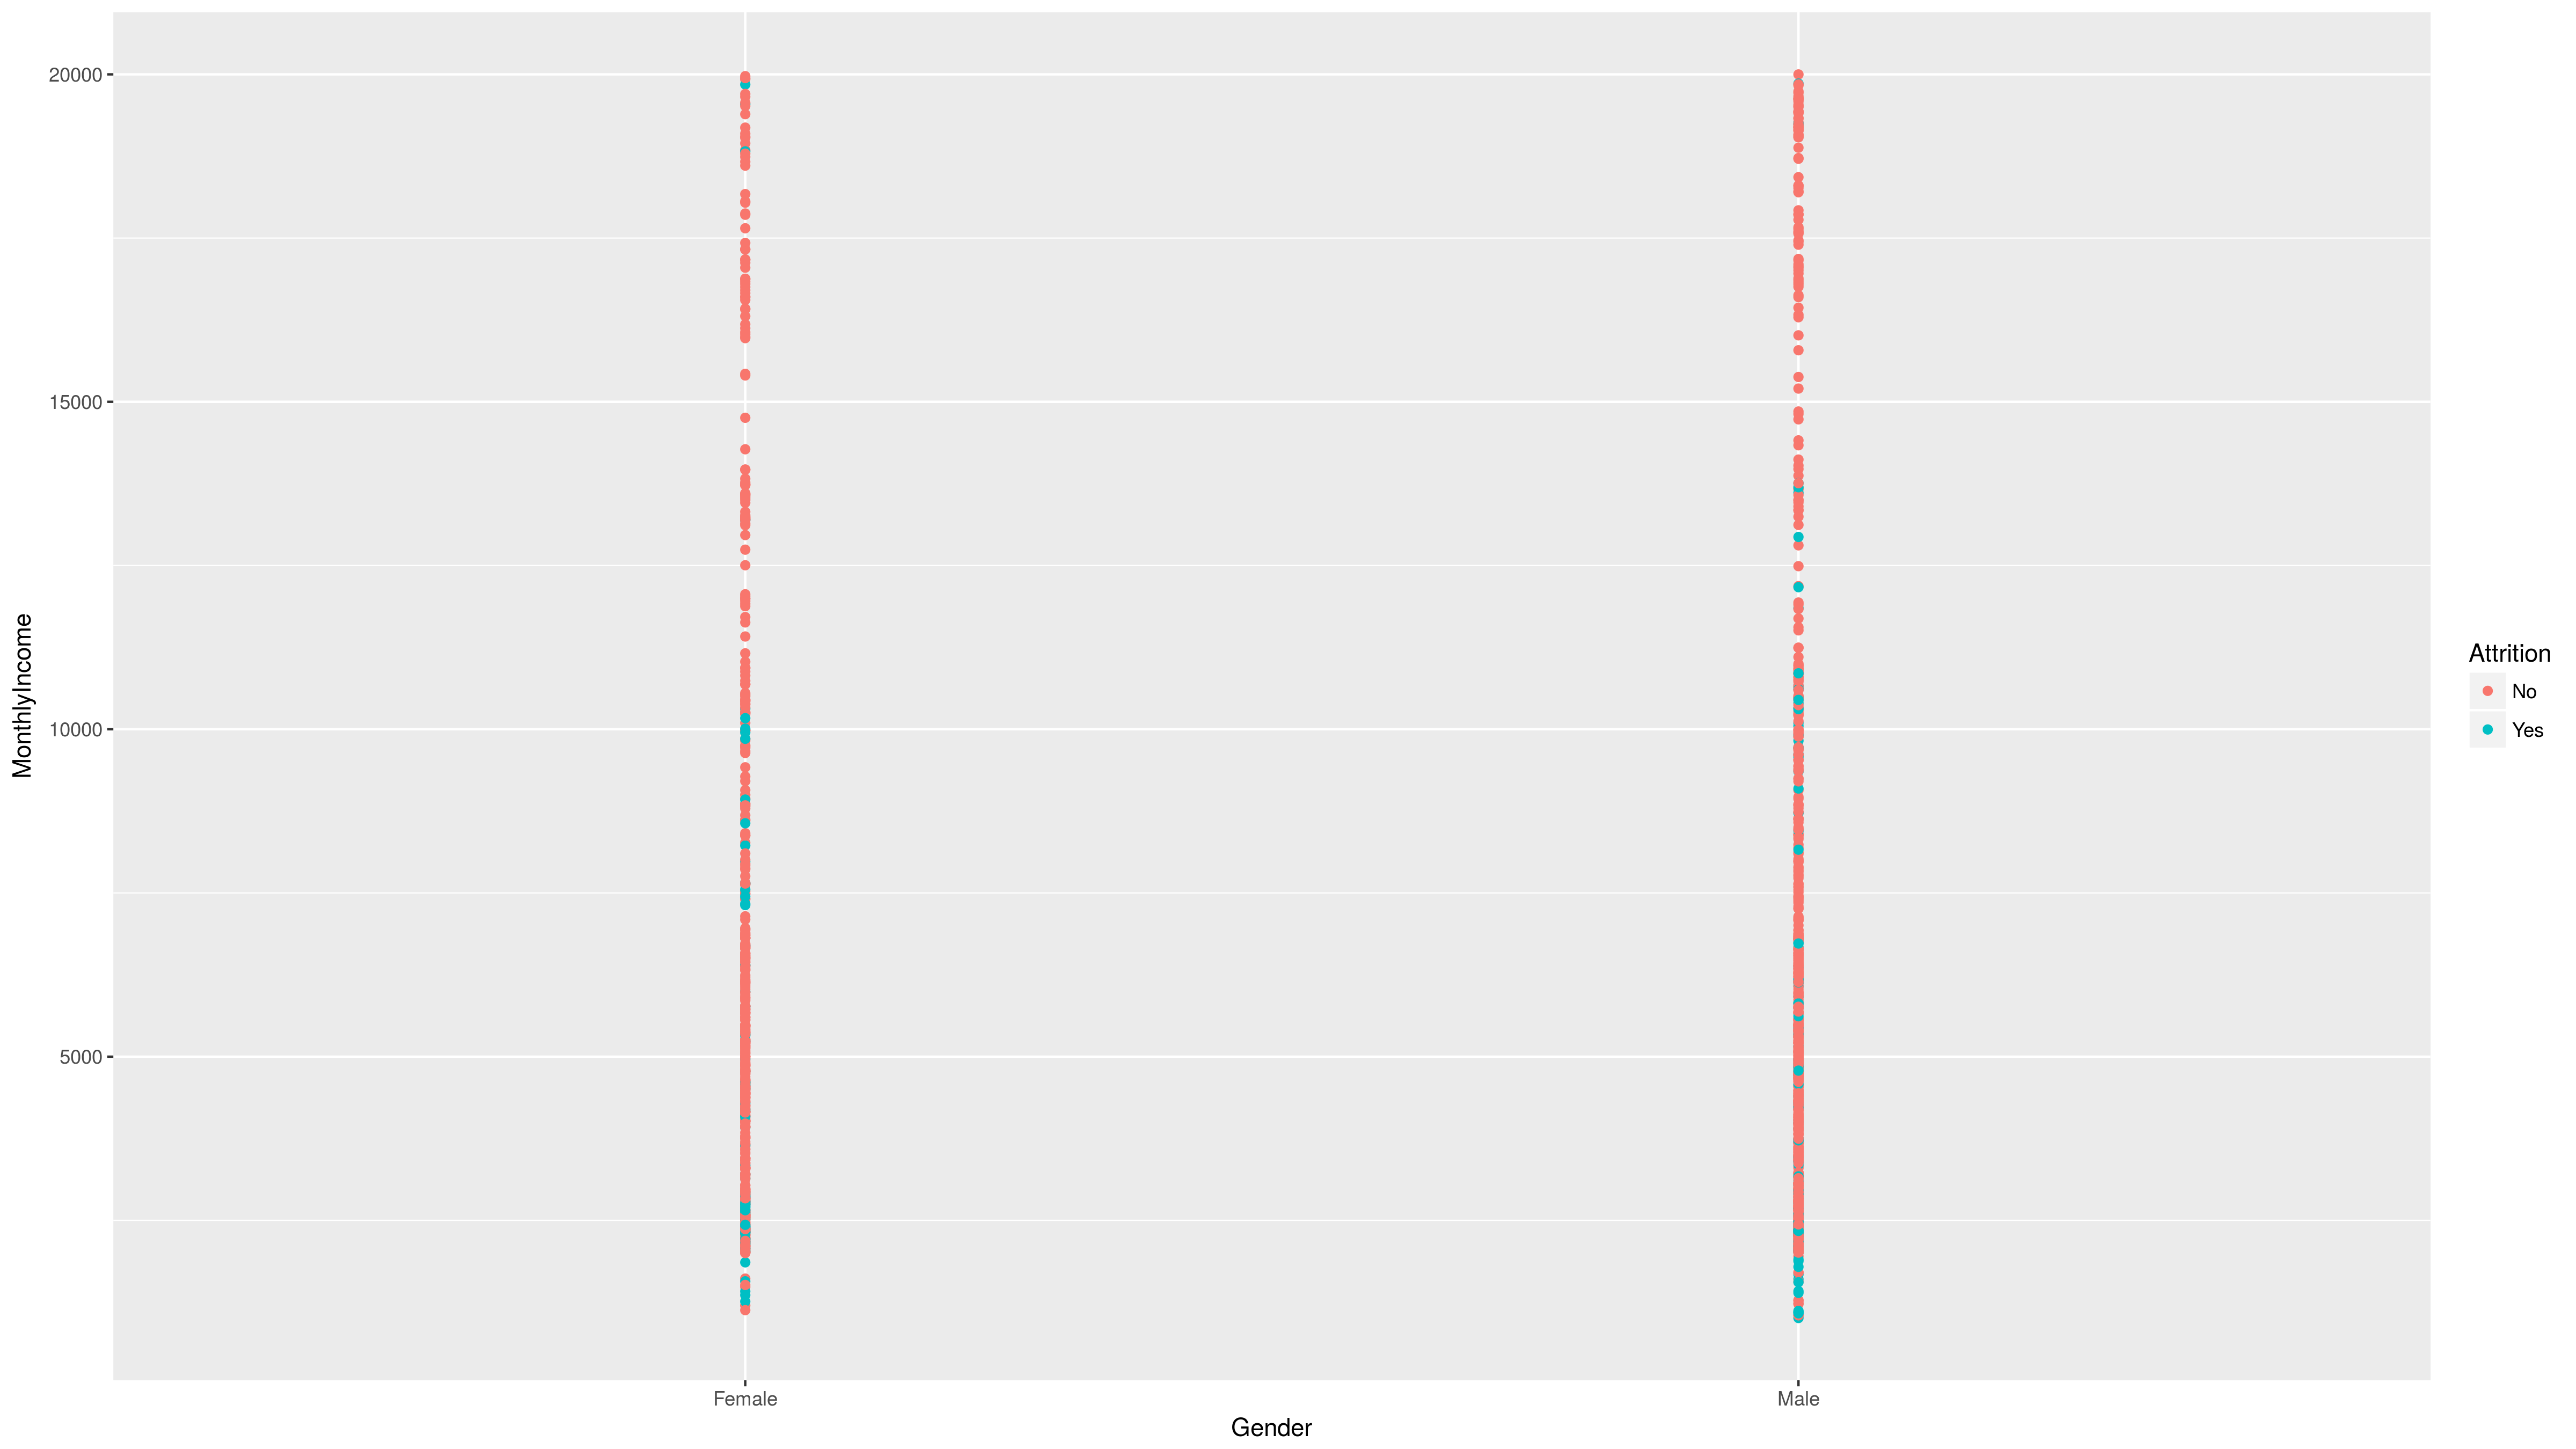 20000
15000
10000
5000
MonthlyIncome
Female
Male
Gender
Attrition
No
Yes